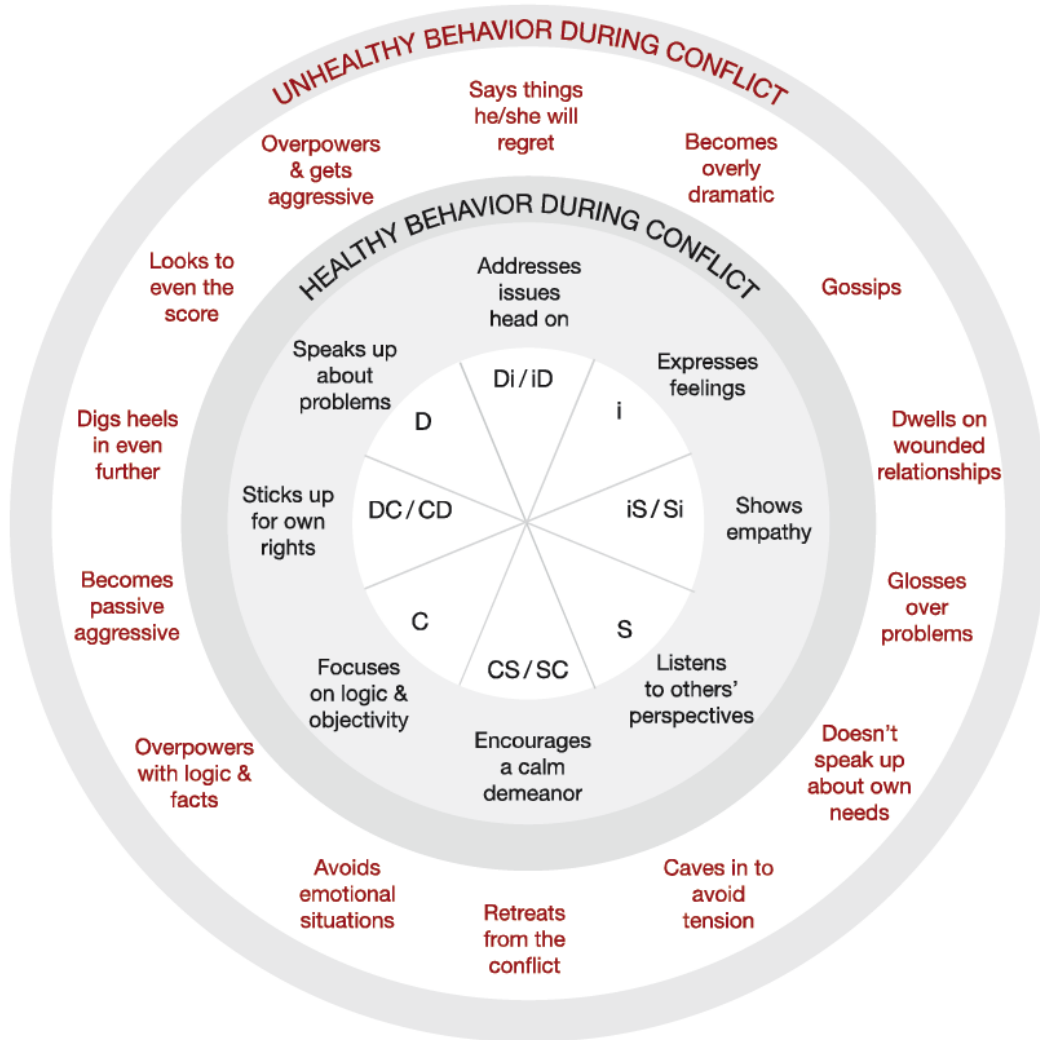 UNHEALTHY BEHAVIOR DURING CONFLICT
Says things
he/she will
regret
Overpowers
& gets
aggressive
Becomes
overly
dramatic
HEALTHY BEHAVIOR DURING CONFLICT
Looks to
even the
score
Addresses
issues
head on
Gossips
Speaks up
about
problems
Expresses
feelings
Di / iD
D
i
Digs heels
in even
further
Dwells on
wounded
relationships
Sticks up
for own
rights
DC / CD
iS / Si
Shows
empathy
Becomes
passive
aggressive
Glosses
over
problems
C
S
CS / SC
Focuses
on logic &
objectivity
Listens
to others’
perspectives
Encourages
a calm
demeanor
Overpowers
with logic &
facts
Doesn’t
speak up
about own
needs
Avoids
emotional
situations
Retreats
from the
conflict
Caves in to
avoid
tension